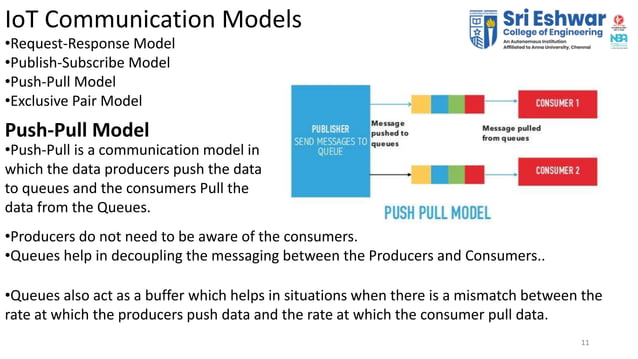 IoT Communication Models
•Request-Response Model
•Publish-Subscribe Model
•Push-Pull Model
•Exclusive Pair Model
Sri Eshwar
College of Engineering
An Autonomous Institution
Affiliated to Anna University, Chennai
NBA
Push-Pull Model
•Push-Pull is a communication model in
which the data producers push the data
to queues and the consumers Pull the
data from the Queues.
PUBLISHER
SEND MESSAGES TO
QUEUE
Message
pushed to
queues
Message pulled
from queues
CONSUMER 1
CONSUMER 2
PUSH PULL MODEL
•Producers do not need to be aware of the consumers.
•Queues help in decoupling the messaging between the Producers and Consumers..
•Queues also act as a buffer which helps in situations when there is a mismatch between the
rate at which the producers push data and the rate at which the consumer pull data.
11